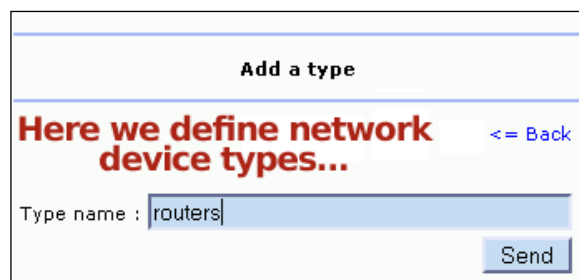 Add a type
Here we define network
device types...
<= Back
Type name : routers
Send